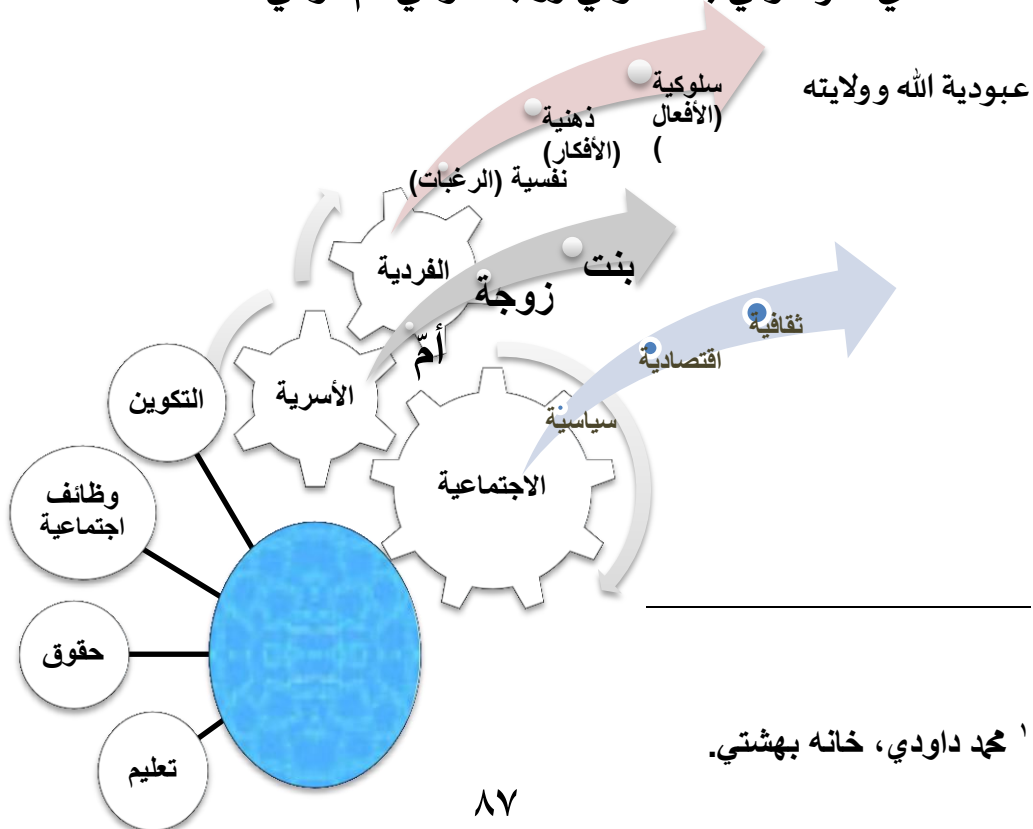 عبودية الله وولايته
سلوكية
(الأفعال
)
ذهنية
(الأفكار)
نفسية (الرغبات)
الفردية
بنت
زوجة
أمّ
الأسرية
ثقافية
اقتصادية
سياسية
الاجتماعية
التكوين
وظائف
اجتماعية
حقوق
تعليم
١ محمد داودي، خانه بهشتي.
٨٧